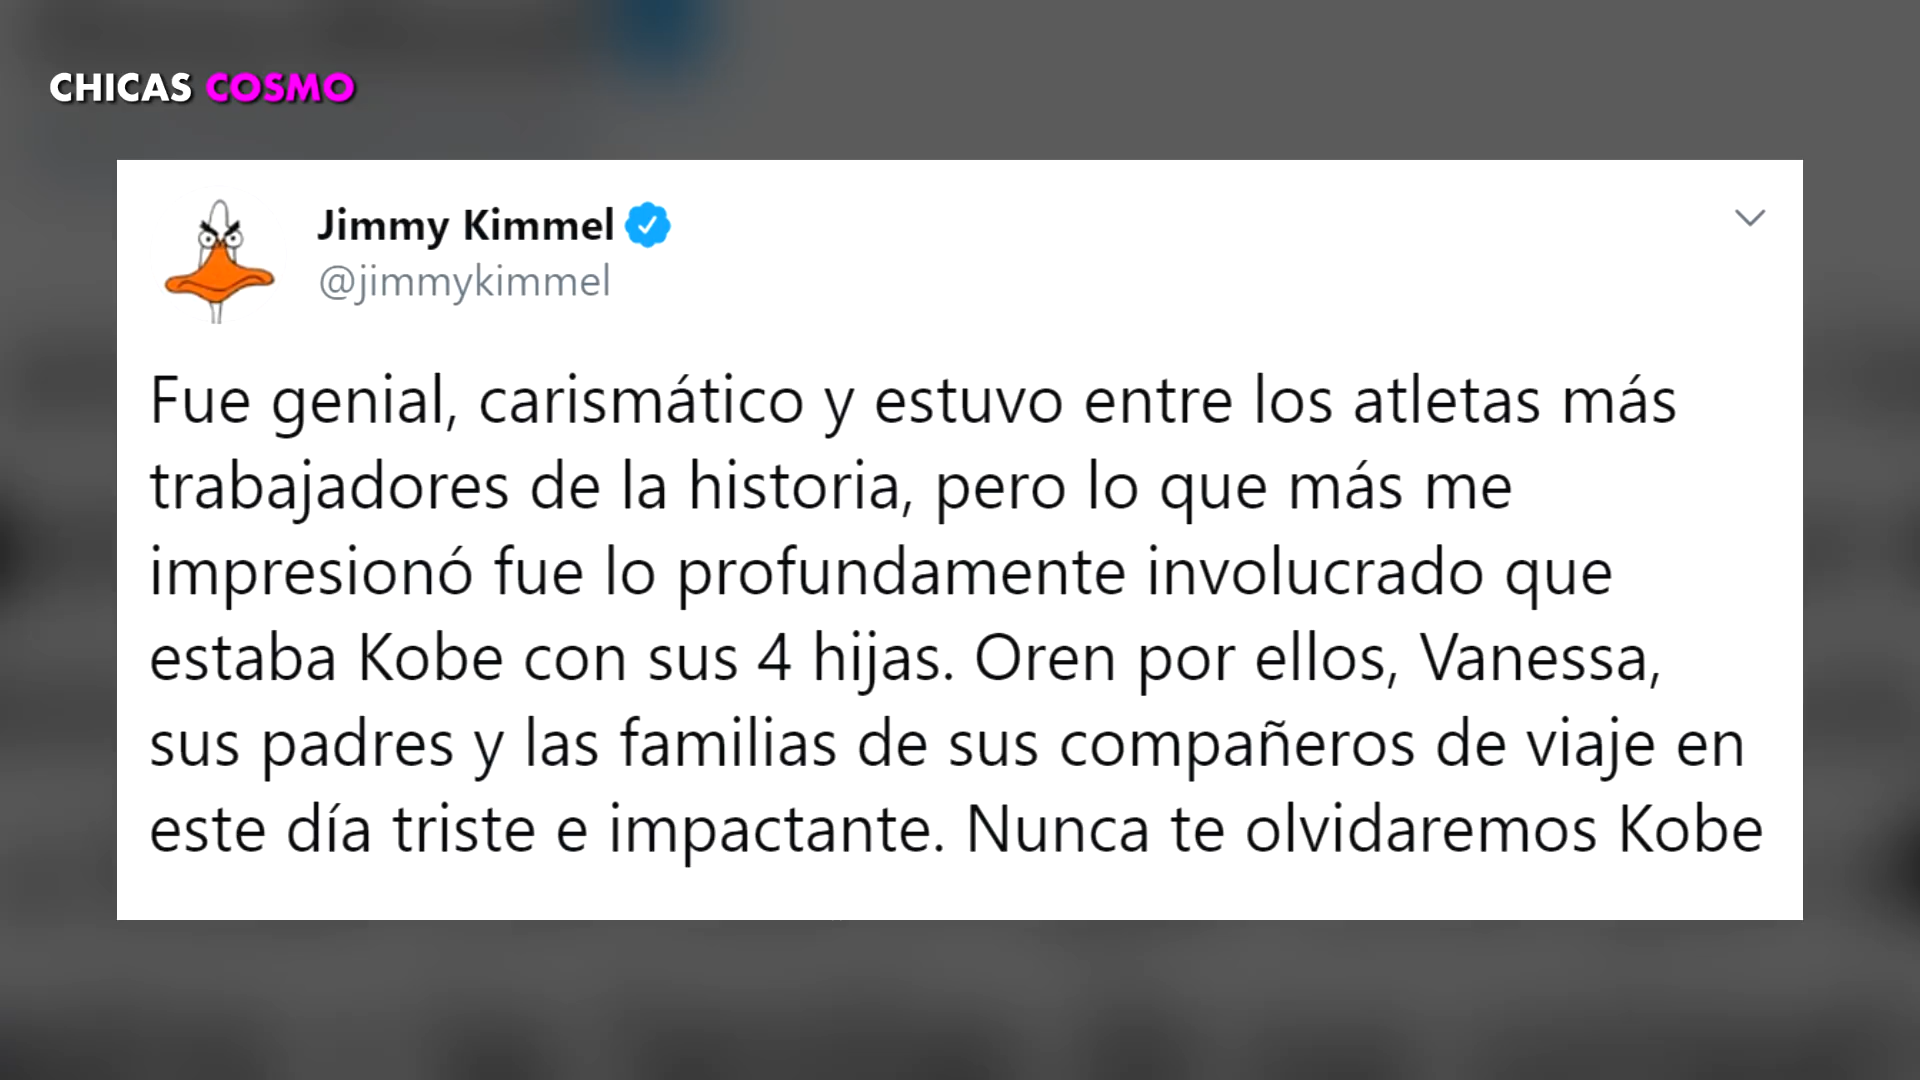 CHICAS COSMO
Jimmy Kimmel
@jimmykimmel
Fue genial, carismático y estuvo entre los atletas más
trabajadores de la historia, pero lo que más me
impresionó fue lo profundamente involucrado que
estaba Kobe con sus 4 hijas. Oren por ellos, Vanessa,
sus padres y las familias de sus compañeros de viaje en
este día triste e impactante. Nunca te olvidaremos Kobe